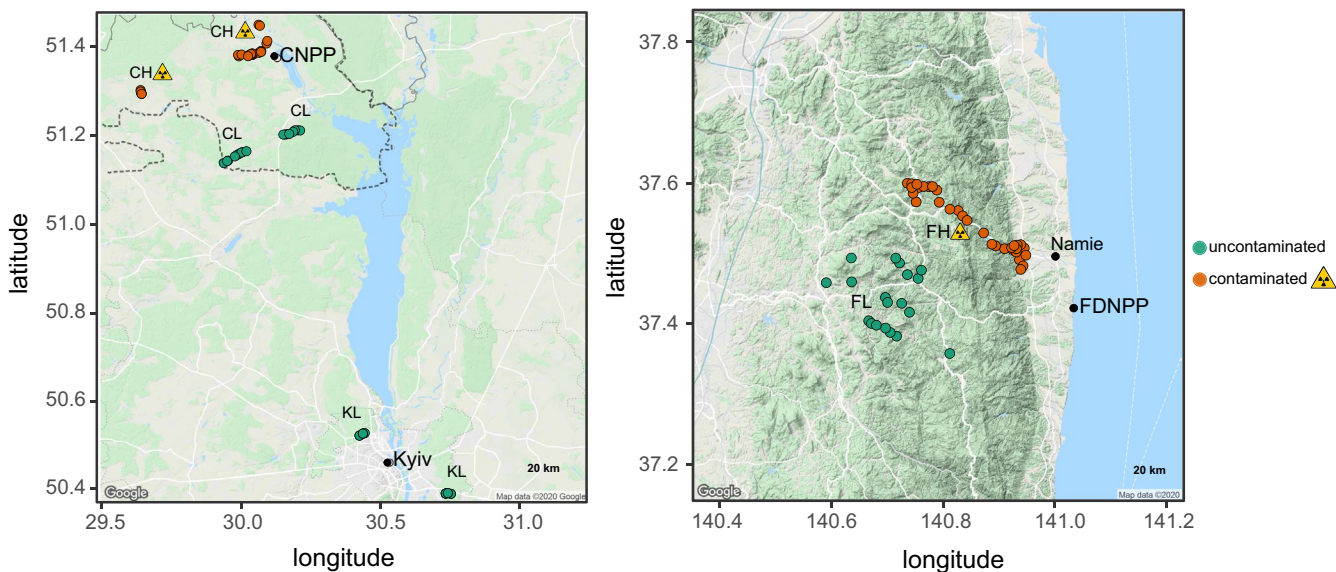 CH
CNPP
CH
CL
CL
KL
Kyiv
KL
20 km
Google
Map data ©2020 Google
51.4
51.2
51.0
50.8
50.6
50.4
latitude
29.5
30.0
30.5
31.0
longitude
FH
Namie
FL
FDNPP
20 km
Google
Map data ©2020
37.8
37.6
37.4
37.2
latitude
140.4
140.6
140.8
141.0
141.2
longitude
uncontaminated
contaminated